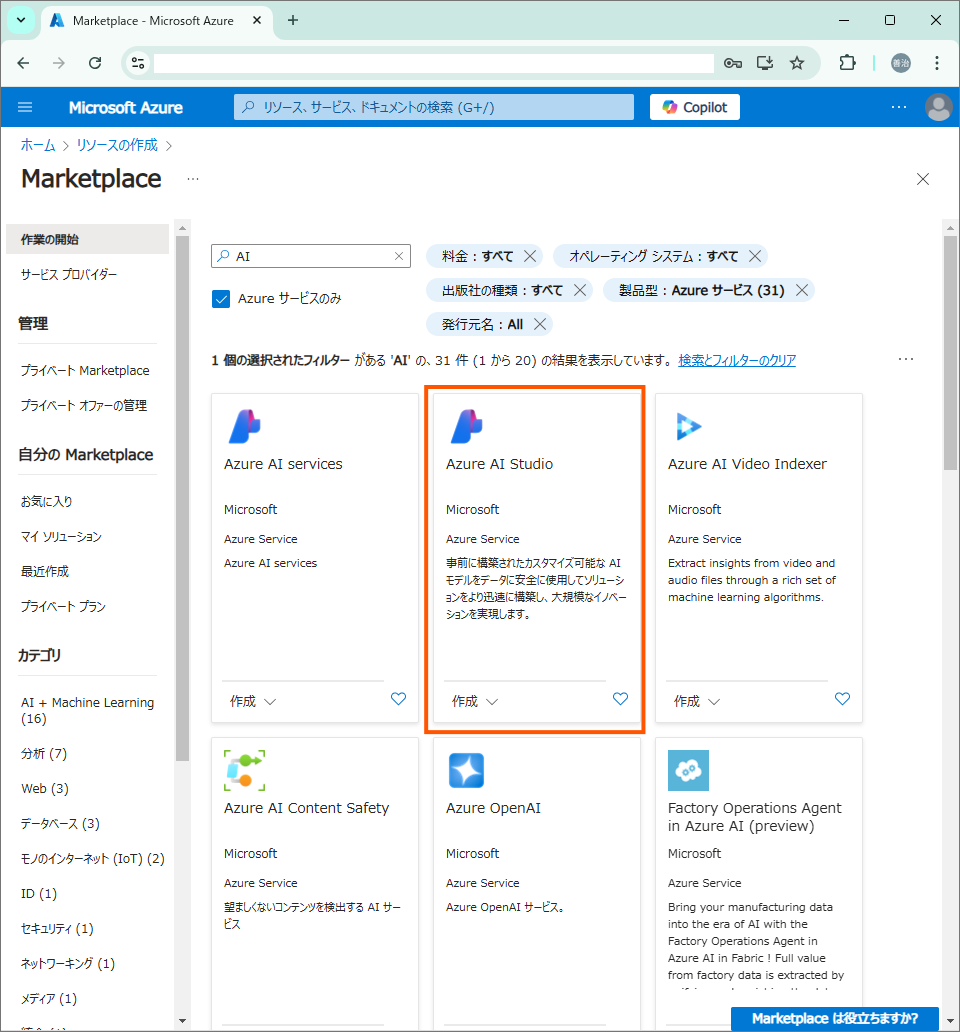 Marketplace - Microsoft Azure
善治
Microsoft Azure
リソース、サービス、ドキュメントの検索 (G+/)
Copilot
ホーム
リソースの作成
Marketplace
作業の開始
サービス プロバイダー
管理
プライベート Marketplace
プライベート オファーの管理
自分の Marketplace
お気に入り
マイ ソリューション
最近作成
プライベート プラン
カテゴリ
AI + Machine Learning
(16)
分析 (7)
Web (3)
データベース (3)
モノのインターネット (IoT) (2)
ID (1)
セキュリティ (1)
ネットワーキング (1)
メディア (1)
AI
Azure サービスのみ
料金 : すべて
オペレーティング システム : すべて
出版社の種類 : すべて
製品型 : Azure サービス (31)
発行元名 : All
1 個の選択されたフィルター がある 'AI' の、31 件 (1 から 20) の結果を表示しています。 検索とフィルターのクリア
Azure AI services
Microsoft
Azure Service
Azure AI services
作成
Azure AI Studio
Microsoft
Azure Service
事前に構築されたカスタマイズ可能な AI
モデルをデータに安全に使用してソリューシ
ョンをより迅速に構築し、大規模なイノベー
ションを実現します。
作成
Azure AI Video Indexer
Microsoft
Azure Service
Extract insights from video and
audio files through a rich set of
machine learning algorithms.
作成
Azure AI Content Safety
Microsoft
Azure Service
望ましくないコンテンツを検出する AI サー
ビス
Azure OpenAI
Microsoft
Azure Service
Azure OpenAI サービス。
Factory Operations Agent
in Azure AI (preview)
Microsoft
Azure Service
Bring your manufacturing data
into the era of AI with the
Factory Operations Agent in
Azure AI in Fabric ! Full value
from factory data is extracted by
Marketplace は役立ちますか?